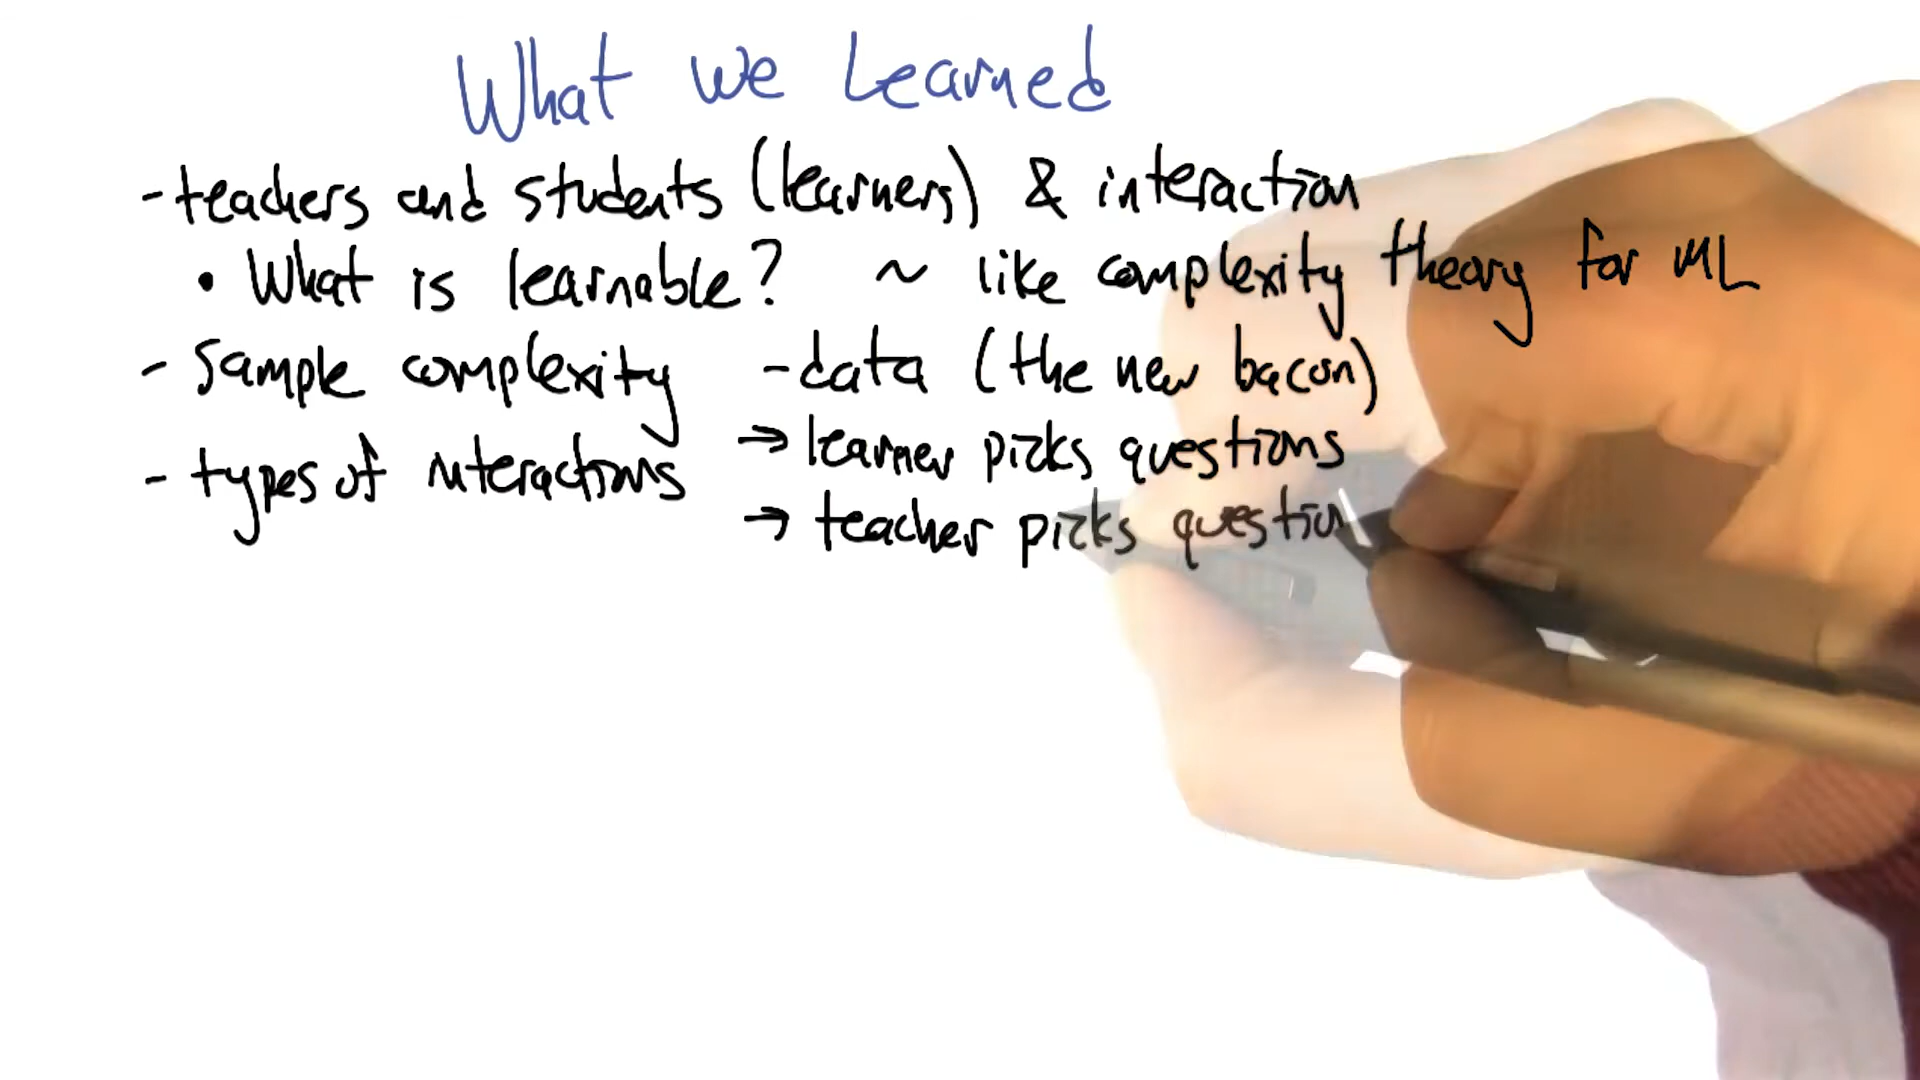 What we Learned
- teachers and students (learners) & interaction
• What is learnable? ~ like complexity theory for ML
- Sample complexity - data (the new bacon)
- types of interactions → learner picks questions
→ teacher picks question